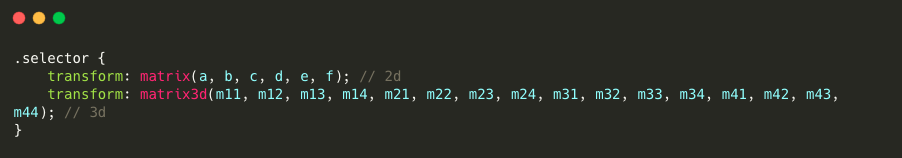 .selector {
    transform: matrix(a, b, c, d, e, f); // 2d
    transform: matrix3d(m11, m12, m13, m14, m21, m22, m23, m24, m31, m32, m33, m34, m41, m42, m43,
m44); // 3d
}